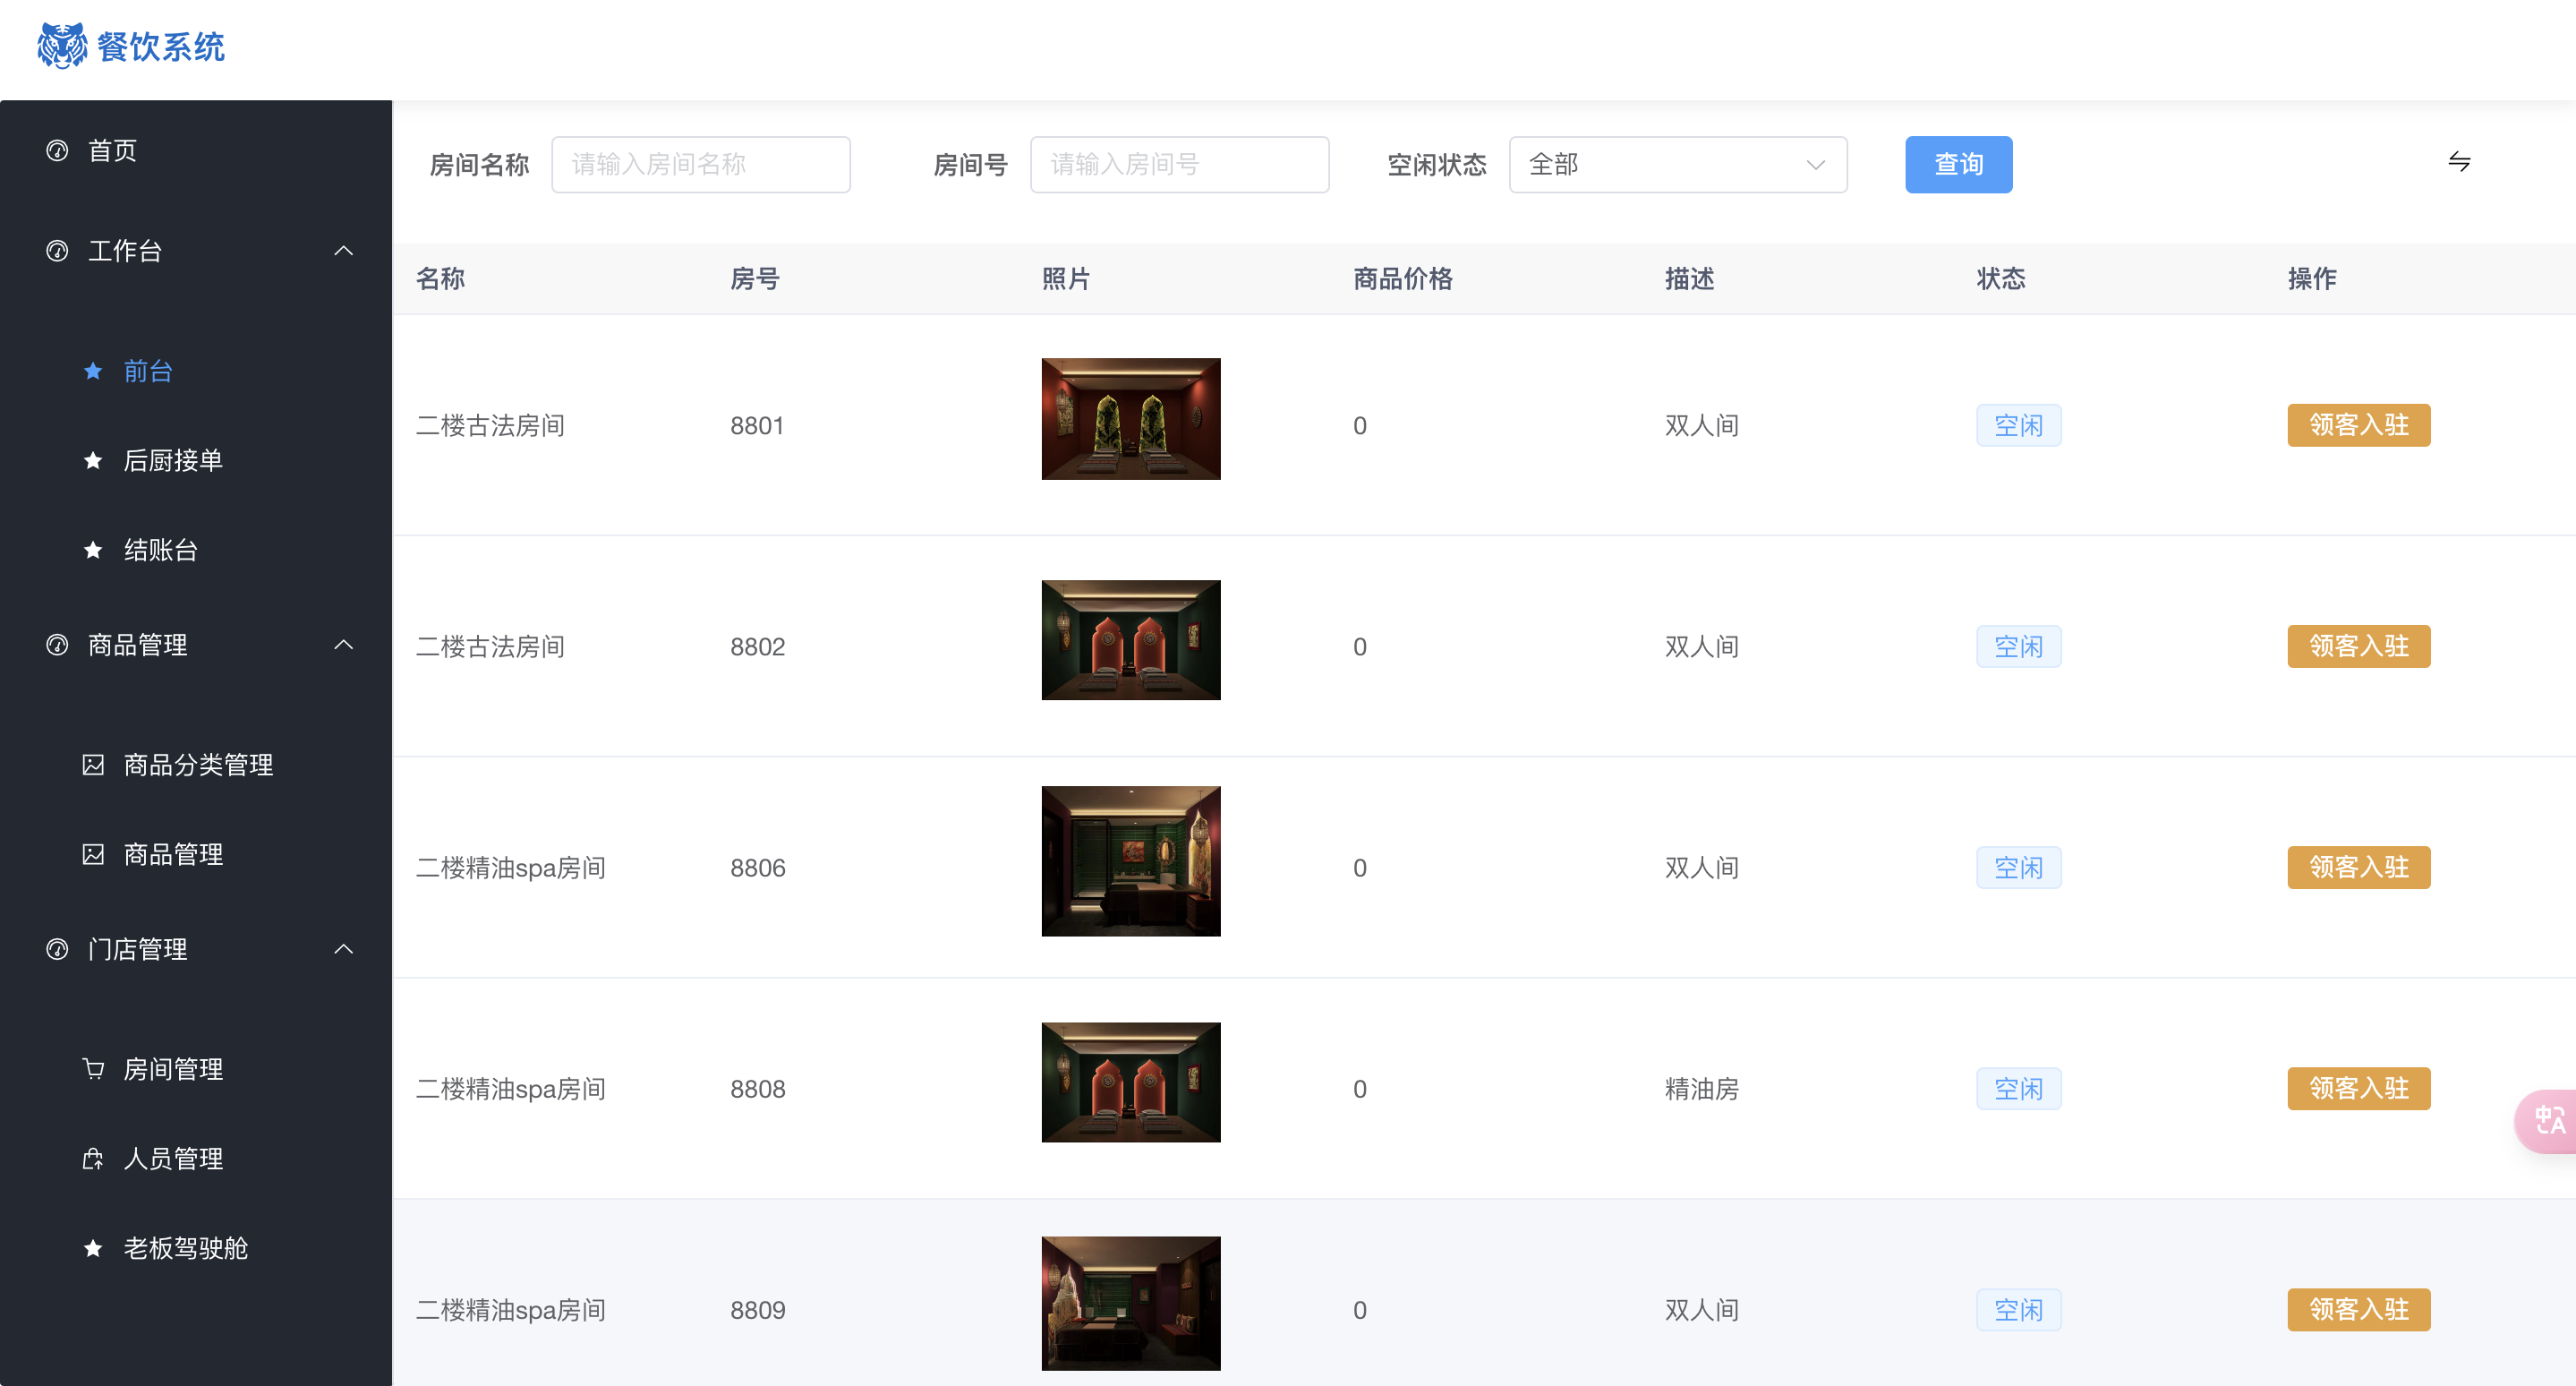 餐饮系统
首页
工作台
前台
后厨接单
结账台
商品管理
商品分类管理
商品管理
门店管理
房间管理
人员管理
老板驾驶舱
房间名称 请输入房间名称 房间号 请输入房间号 空闲状态 全部 查询
名称 房号 照片 商品价格 描述 状态 操作
二楼古法房间 8801 0 双人间 空闲 领客入驻
二楼古法房间 8802 0 双人间 空闲 领客入驻
二楼精油spa房间 8806 0 双人间 空闲 领客入驻
二楼精油spa房间 8808 0 精油房 空闲 领客入驻
二楼精油spa房间 8809 0 双人间 空闲 领客入驻
中A